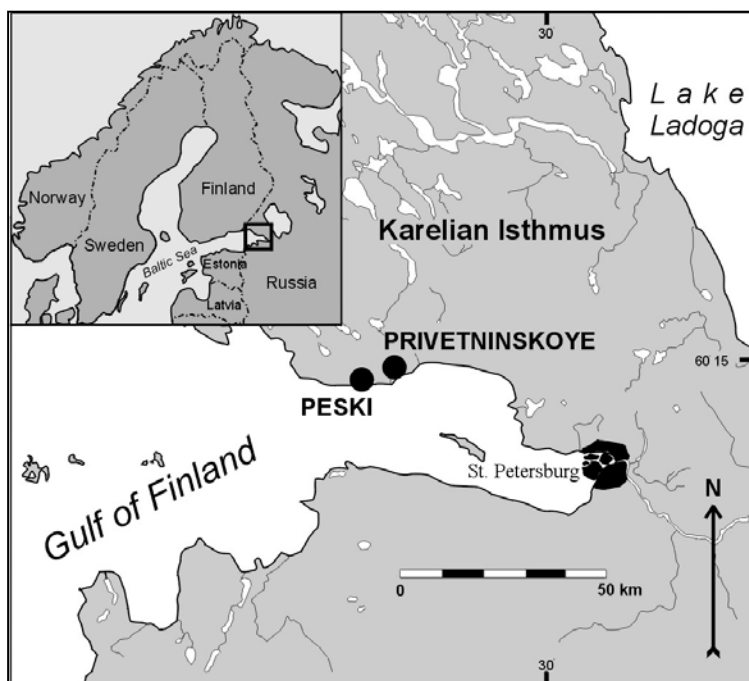 30
L a k e
Ladoga
Norway
Finland
Sweden
Baltic Sea
Estonia
Latvia
Russia
Karelian Isthmus
PRIVETNINSKOYE
60 15
PESKI
Gulf of Finland
St. Petersburg
N
0
50 km
30